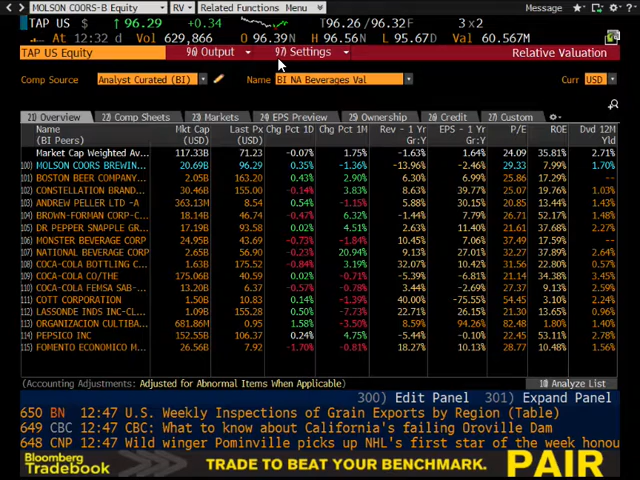 MOLSON COORS-B Equity RV Related Functions Menu Message
TAP US $ 96.29 +0.34 T96.26 / 96.32F 3 x 2
At 12:32 d Vol 629,866 O 96.39N H 96.56N L 95.67D Val 60.567M
TAP US Equity 96) Output 97) Settings Relative Valuation
Comp Source Analyst Curated (BI) Name BI NA Beverages Val Curr USD
21) Overview 22) Comp Sheets 23) Markets 24) EPS Preview 25) Ownership 26) Credit 27) Custom
Name Mkt Cap Last Px Chg Pct 1D Chg Pct 1M Rev - 1 Yr EPS - 1 Yr P/E ROE Dvd 12M
(BI Peers) (USD) (USD) Gr:Y Gr:Y Yld
Market Cap Weighted Av... 117.33B 71.23 -0.07% 1.75% -1.63% 1.64% 24.09 35.81% 2.71%
100) MOLSON COORS BREWIN... 20.69B 96.29 0.35% -1.36% -13.96% -2.46% 29.33 7.99% 1.70%
101) BOSTON BEER COMPAN... 2.05B 163.20 0.43% 2.90% -3.35% 6.99% 25.86 17.86% --
102) CONSTELLATION BRAND... 30.46B 155.00 -0.14% 3.83% 4.63% 39.77% 25.07 19.76% 1.03%
103) ANDREW PELLER LTD -A 363.13M 8.54 0.54% -1.15% 5.88% 30.15% 20.85 13.44% 1.08%
104) BROWN-FORMAN CORP-C... 18.14B 46.74 -0.47% 6.32% -1.44% 7.79% 26.71 52.17% 1.48%
105) DR PEPPER SNAPPLE GR... 17.19B 93.58 0.02% 4.51% 2.63% 11.40% 21.61 37.68% 2.27%
106) MONSTER BEVERAGE CORP 24.95B 43.69 -0.73% -1.84% 10.45% 7.06% 37.49 17.59% --
107) NATIONAL BEVERAGE CORP 2.65B 56.90 -0.23% 20.94% 9.13% 27.01% 32.37 37.89% 2.64%
108) COCA-COLA BOTTLING C... 1.63B 175.52 -0.84% 3.19% 32.07% 10.42% 31.56 22.80% 0.57%
109) COCA-COLA CO/THE 175.06B 40.59 0.23% -0.71% -5.39% -5.13% 21.14 34.38% 3.45%
110) COCA-COLA FEMSA SAB-... 13.20B 6.37 -0.57% -0.78% 3.44% -2.69% 27.37 9.13% 2.59%
111) COTT CORPORATION 1.50B 10.83 0.14% -1.39% 40.00% -75.55% 54.45 3.10% 2.24%
112) LASSONDE INDS INC-CL... 1.09B 155.28 0.50% -7.73% 22.61% 26.14% 21.30 13.65% 0.96%
113) ORGANIZACION CULTIBA... 681.86M 0.95 1.58% -3.50% 8.59% 94.26% 82.48 1.80% 1.40%
114) PEPSICO INC 152.55B 106.37 0.24% 4.75% -5.44% -0.10% 22.45 53.11% 2.78%
115) FOMENTO ECONOMICO M... 26.56B 7.92 -1.70% -0.81% 18.27% 0.13% 28.77 10.48% 1.56%
(Accounting Adjustments: Adjusted for Abnormal Items When Applicable) 10 Analyze List
300) Edit Panel 301) Expand Panel
650 BN 12:47 U.S. Weekly Inspections of Grain Exports by Region (Table)
649 CBC 12:47 CBC: What to know about California's failing Oroville Dam
648 CNP 12:47 Wild winger Pominville picks up NHL's first star of the week honou
Bloomberg
Tradebook
TRADE TO BEAT YOUR BENCHMARK. PAIR